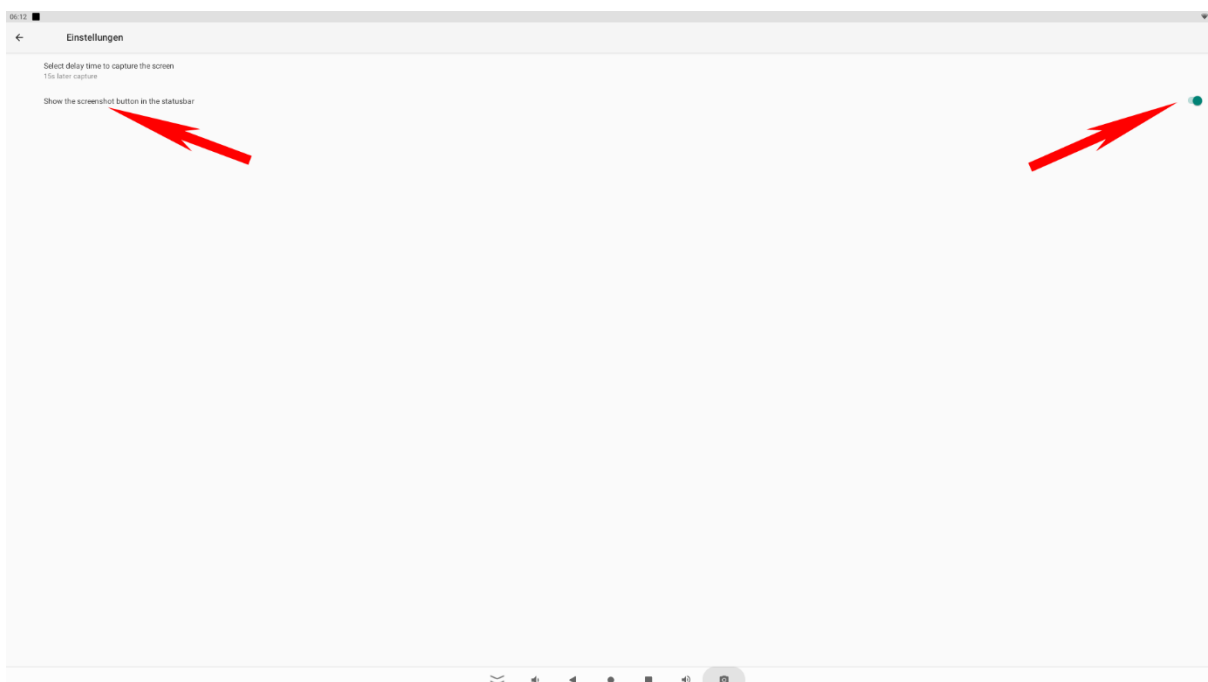 06:12
Einstellungen
Select delay time to capture the screen
15s later capture
Show the screenshot button in the statusbar